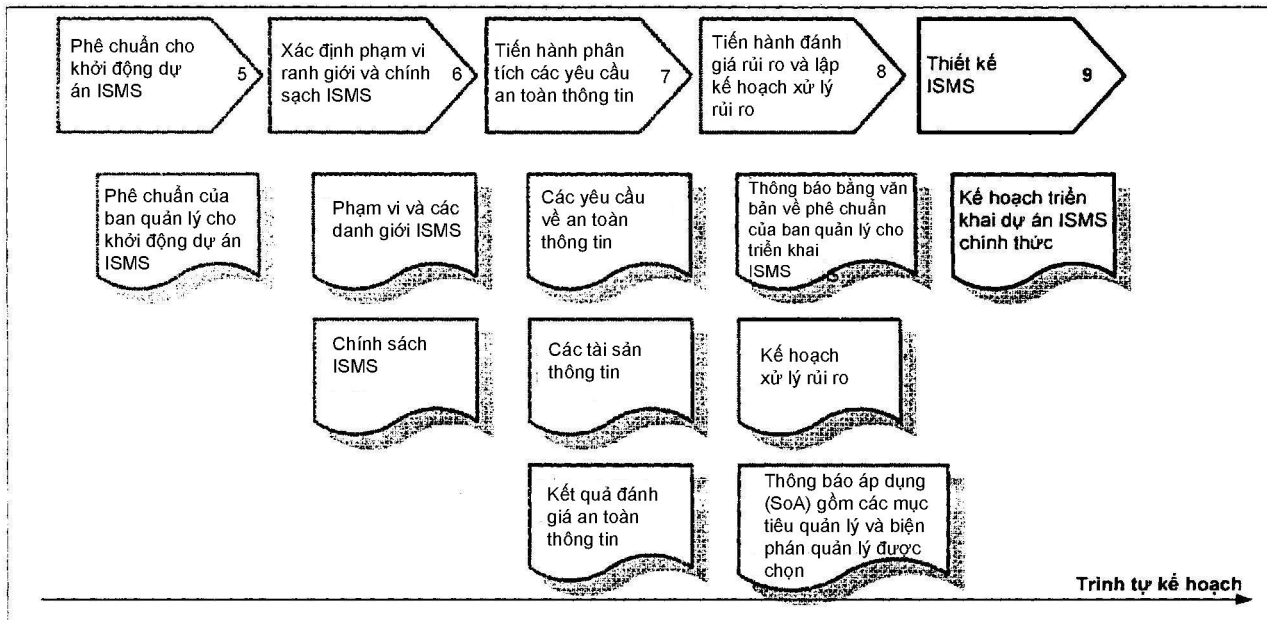 Phê chuẩn cho
khởi động dự
án ISMS
5
Xác định phạm vi
ranh giới và chính
sạch ISMS
6
Tiến hành phân
tích các yêu cầu
an toàn thông tin
7
Tiến hành đánh
giá rủi ro và lập
kế hoạch xử lý
rủi ro
8
Thiết kế
ISMS
9
Phê chuẩn của
ban quản lý cho
khởi động dự án
ISMS
Phạm vi và các
danh giới ISMS
Các yêu cầu
về an toàn
thông tin
Thông báo bằng văn
bản về phê chuẩn
của ban quản lý cho
triển khai
ISMS
Kế hoạch triển
khai dự án ISMS
chính thức
Chính sách
ISMS
Các tài sản
thông tin
Kế hoạch
xử lý rủi ro
Kết quả đánh
giá an toàn
thông tin
Thông báo áp dụng
(SoA) gồm các mục
tiêu quản lý và biện
phán quản lý được
chọn
Trình tự kế hoạch